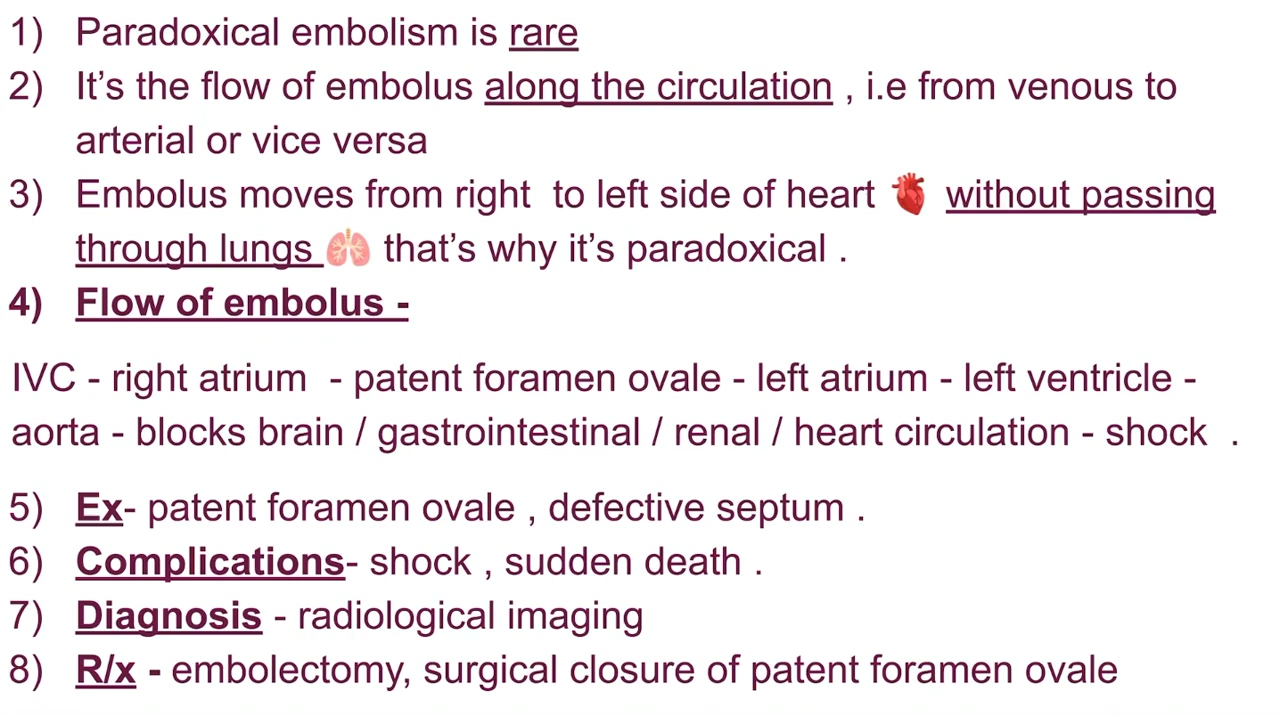 1) Paradoxical embolism is rare
2) It's the flow of embolus along the circulation , i.e from venous to
arterial or vice versa
3) Embolus moves from right to left side of heart 🫀 without passing
through lungs 🫁 that's why it's paradoxical .
4) Flow of embolus -
IVC - right atrium - patent foramen ovale - left atrium - left ventricle -
aorta - blocks brain / gastrointestinal / renal / heart circulation - shock .
5) Ex- patent foramen ovale , defective septum .
6) Complications- shock , sudden death .
7) Diagnosis - radiological imaging
8) R/x - embolectomy, surgical closure of patent foramen ovale